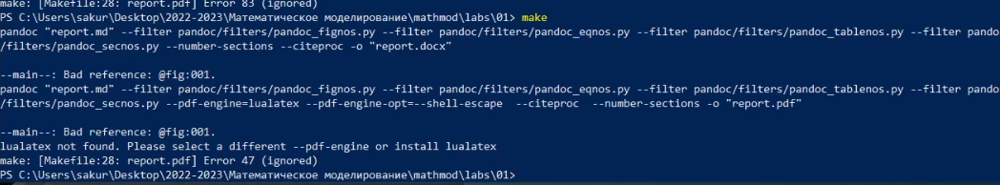 make: [Makefile:28: report.pdf] Error 83 (ignored)
PS C:\Users\sakur\Desktop\2022-2023\Математическое моделирование\mathmod\labs\01> make
pandoc "report.md" --filter pandoc/filters/pandoc_fignos.py --filter pandoc/filters/pandoc_eqnos.py --filter pandoc/filters/pandoc_tablenos.py --filter pando
/filters/pandoc_secnos.py --number-sections --citeproc -o "report.docx"
--main--: Bad reference: @fig:001.
pandoc "report.md" --filter pandoc/filters/pandoc_fignos.py --filter pandoc/filters/pandoc_eqnos.py --filter pandoc/filters/pandoc_tablenos.py --filter pando
/filters/pandoc_secnos.py --pdf-engine=lualatex --pdf-engine-opt=--shell-escape  --citeproc  --number-sections -o "report.pdf"
--main--: Bad reference: @fig:001.
lualatex not found. Please select a different --pdf-engine or install lualatex
make: [Makefile:28: report.pdf] Error 47 (ignored)
PS C:\Users\sakur\Desktop\2022-2023\Математическое моделирование\mathmod\labs\01>